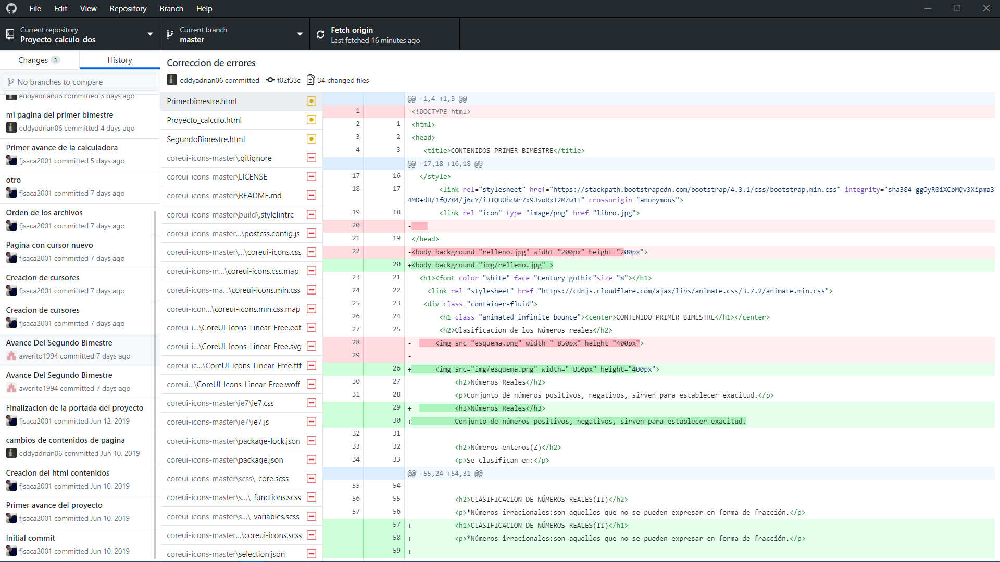 File Edit View Repository Branch Help
Current repository
Proyecto_calculo_dos
Current branch
master
Fetch origin
Last fetched 16 minutes ago
Changes 3
History
No branches to compare
eddyadrian06 committed 3 days ago
mi pagina del primer bimestre
eddyadrian06 committed 4 days ago
Primer avance de la calculadora
fjsaca2001 committed 5 days ago
otro
fjsaca2001 committed 7 days ago
Orden de los archivos
fjsaca2001 committed 7 days ago
Pagina con cursor nuevo
fjsaca2001 committed 7 days ago
Creacion de cursores
fjsaca2001 committed 7 days ago
Creacion de cursores
fjsaca2001 committed 7 days ago
Avance Del Segundo Bimestre
awerito1994 committed 7 days ago
Avance Del Segundo Bimestre
awerito1994 committed 7 days ago
Finalizacion de la portada del proyecto
fjsaca2001 committed Jun 12, 2019
cambios de contenidos de pagina
eddyadrian06 committed Jun 10, 2019
Creacion del html contenidos
fjsaca2001 committed Jun 10, 2019
Primer avance del proyecto
fjsaca2001 committed Jun 10, 2019
Initial commit
fjsaca2001 committed Jun 10, 2019
Correccion de errores
eddyadrian06 committed f02f33c 34 changed files
Primerbimestre.html
Proyecto_calculo.html
SegundoBimestre.html
coreui-icons-master\.gitignore
coreui-icons-master\LICENSE
coreui-icons-master\README.md
coreui-icons-master\build\.stylelintrc
coreui-icons-master...\postcss.config.js
coreui-icons-master\...\coreui-icons.css
coreui-icons-m...\coreui-icons.css.map
coreui-icons-ma...\coreui-icons.min.css
coreui-icon...\coreui-icons.min.css.map
coreui-i...\CoreUI-Icons-Linear-Free.eot
coreui-i...\CoreUI-Icons-Linear-Free.svg
coreui-ic...\CoreUI-Icons-Linear-Free.ttf
coreui...\CoreUI-Icons-Linear-Free.woff
coreui-icons-master\ie7\ie7.css
coreui-icons-master\ie7\ie7.js
coreui-icons-master\package-lock.json
coreui-icons-master\package.json
coreui-icons-master\scss\_core.scss
coreui-icons-master\s...\_functions.scss
coreui-icons-master\s...\_variables.scss
coreui-icons-master...\coreui-icons.scss
coreui-icons-master\selection.json
@@ -1,4 +1,3 @@
1 -<!DOCTYPE html>
2 1 <html>
3 2 <head>
4 3 <title>CONTENIDOS PRIMER BIMESTRE</title>
@@ -17,18 +16,18 @@
17 16 </style>
18 17 <link rel="stylesheet" href="https://stackpath.bootstrapcdn.com/bootstrap/4.3.1/css/bootstrap.min.css" integrity="sha384-ggOyR0iXCbMQv3Xipma3
4MD+dH/1fQ784/j6cY/iJTQUOhcWr7x9JvoRxT2MZw1T" crossorigin="anonymous">
19 18 <link rel="icon" type="image/png" href="libro.jpg">
20 -
21 19 </head>
22 -<body background="relleno.jpg" widht="200px" height="200px">
20 +<body background="img/relleno.jpg" >
23 21 <h1><font color="white" face="Century gothic"size="8"></h1>
24 22 <link rel="stylesheet" href="https://cdnjs.cloudflare.com/ajax/libs/animate.css/3.7.2/animate.min.css">
25 23 <div class="container-fluid">
26 24 <h1 class="animated infinite bounce"><center>CONTENIDO PRIMER BIMESTRE</h1></center>
27 25 <h2>Clasificacion de los Números reales</h2>
28 - <img src="esquema.png" width=" 850px" height="400px">
29 -
26 + <img src="img/esquema.png" width=" 850px" height="400px">
30 27 <h2>Números Reales</h2>
31 28 <p>Conjunto de números positivos, negativos, sirven para establecer exacitud.</p>
29 + <h3>Números Reales</h3>
30 + Conjunto de números positivos, negativos, sirven para establecer exacitud.
32 31
33 32 <h2>Números enteros(Z)</h2>
34 33 <p>Se clasifican en:</p>
@@ -55,24 +54,31 @@
55 54
56 55 <h2>CLASIFICACION DE NÚMEROS REALES(II)</h2>
57 56 <p>*Números irracionales:son aquellos que no se pueden expresar en forma de fracción.</p>
57 + <h1>CLASIFICACION DE NÚMEROS REALES(II)</h1>
58 + <p>*Números irracionales:son aquellos que no se pueden expresar en forma de fracción.</p>
59 +